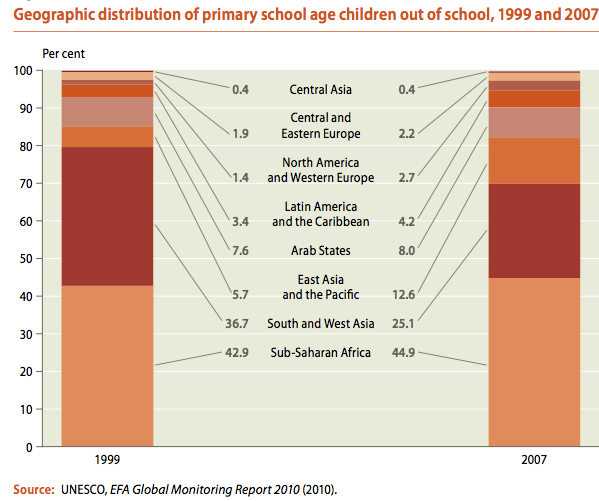 Geographic distribution of primary school age children out of school, 1999 and 2007
Per cent
100
90
80
70
60
50
40
30
20
10
0
0.4 Central Asia 0.4
Central and
1.9 Eastern Europe 2.2
North America
1.4 and Western Europe 2.7
Latin America
3.4 and the Caribbean 4.2
7.6 Arab States 8.0
East Asia
5.7 and the Pacific 12.6
36.7 South and West Asia 25.1
42.9 Sub-Saharan Africa 44.9
1999 2007
Source: UNESCO, EFA Global Monitoring Report 2010 (2010).